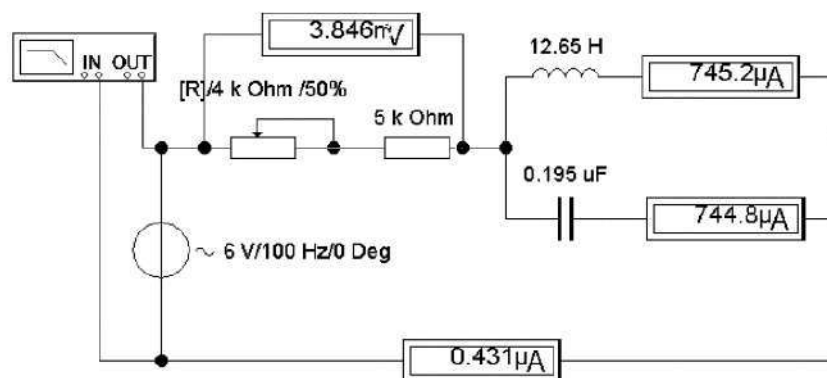 3.846mV
12.65 H
745.2µA
IN OUT
[R]/4 k Ohm /50%
5 k Ohm
0.195 uF
744.8µA
~ 6 V/100 Hz/0 Deg
0.431µA